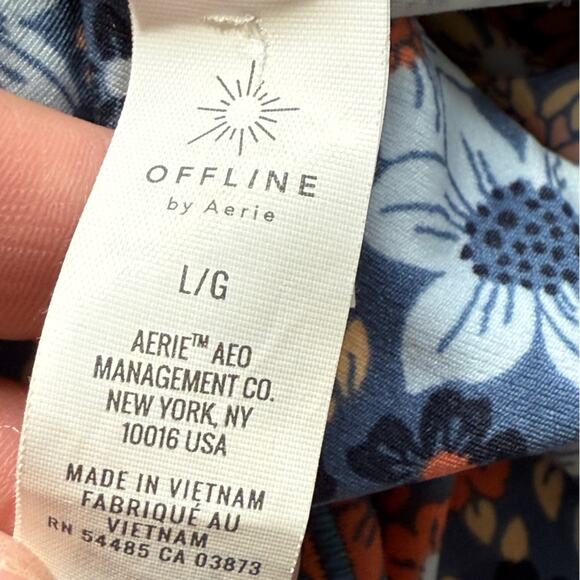 OFFLINE
by Aerie
L/G
AERIE™ AEO
MANAGEMENT CO.
NEW YORK, NY
10016 USA
MADE IN VIETNAM
FABRIQUÉ AU
VIETNAM
RN 54485 CA 03873